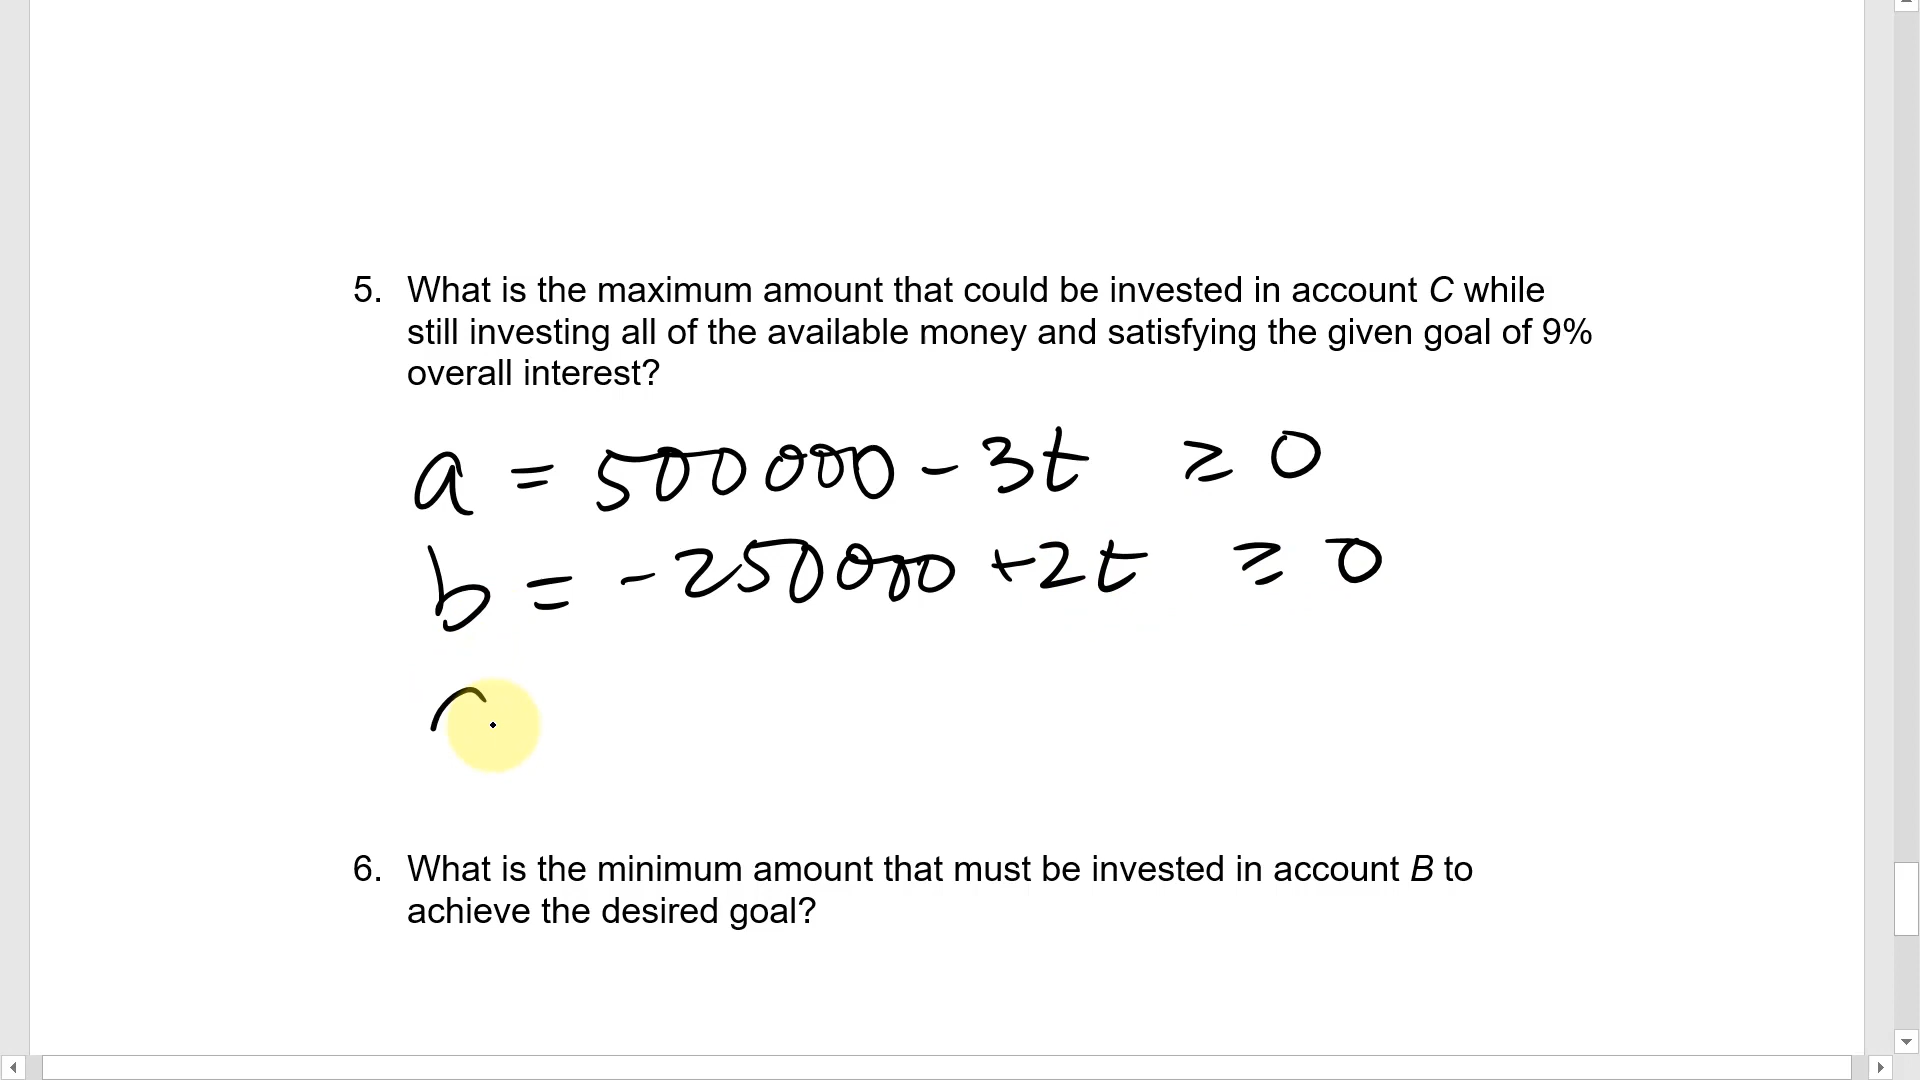 5. What is the maximum amount that could be invested in account C while
still investing all of the available money and satisfying the given goal of 9%
overall interest?
a = 500000 - 3t ≥ 0
b = -250000 + 2t ≥ 0
6. What is the minimum amount that must be invested in account B to
achieve the desired goal?